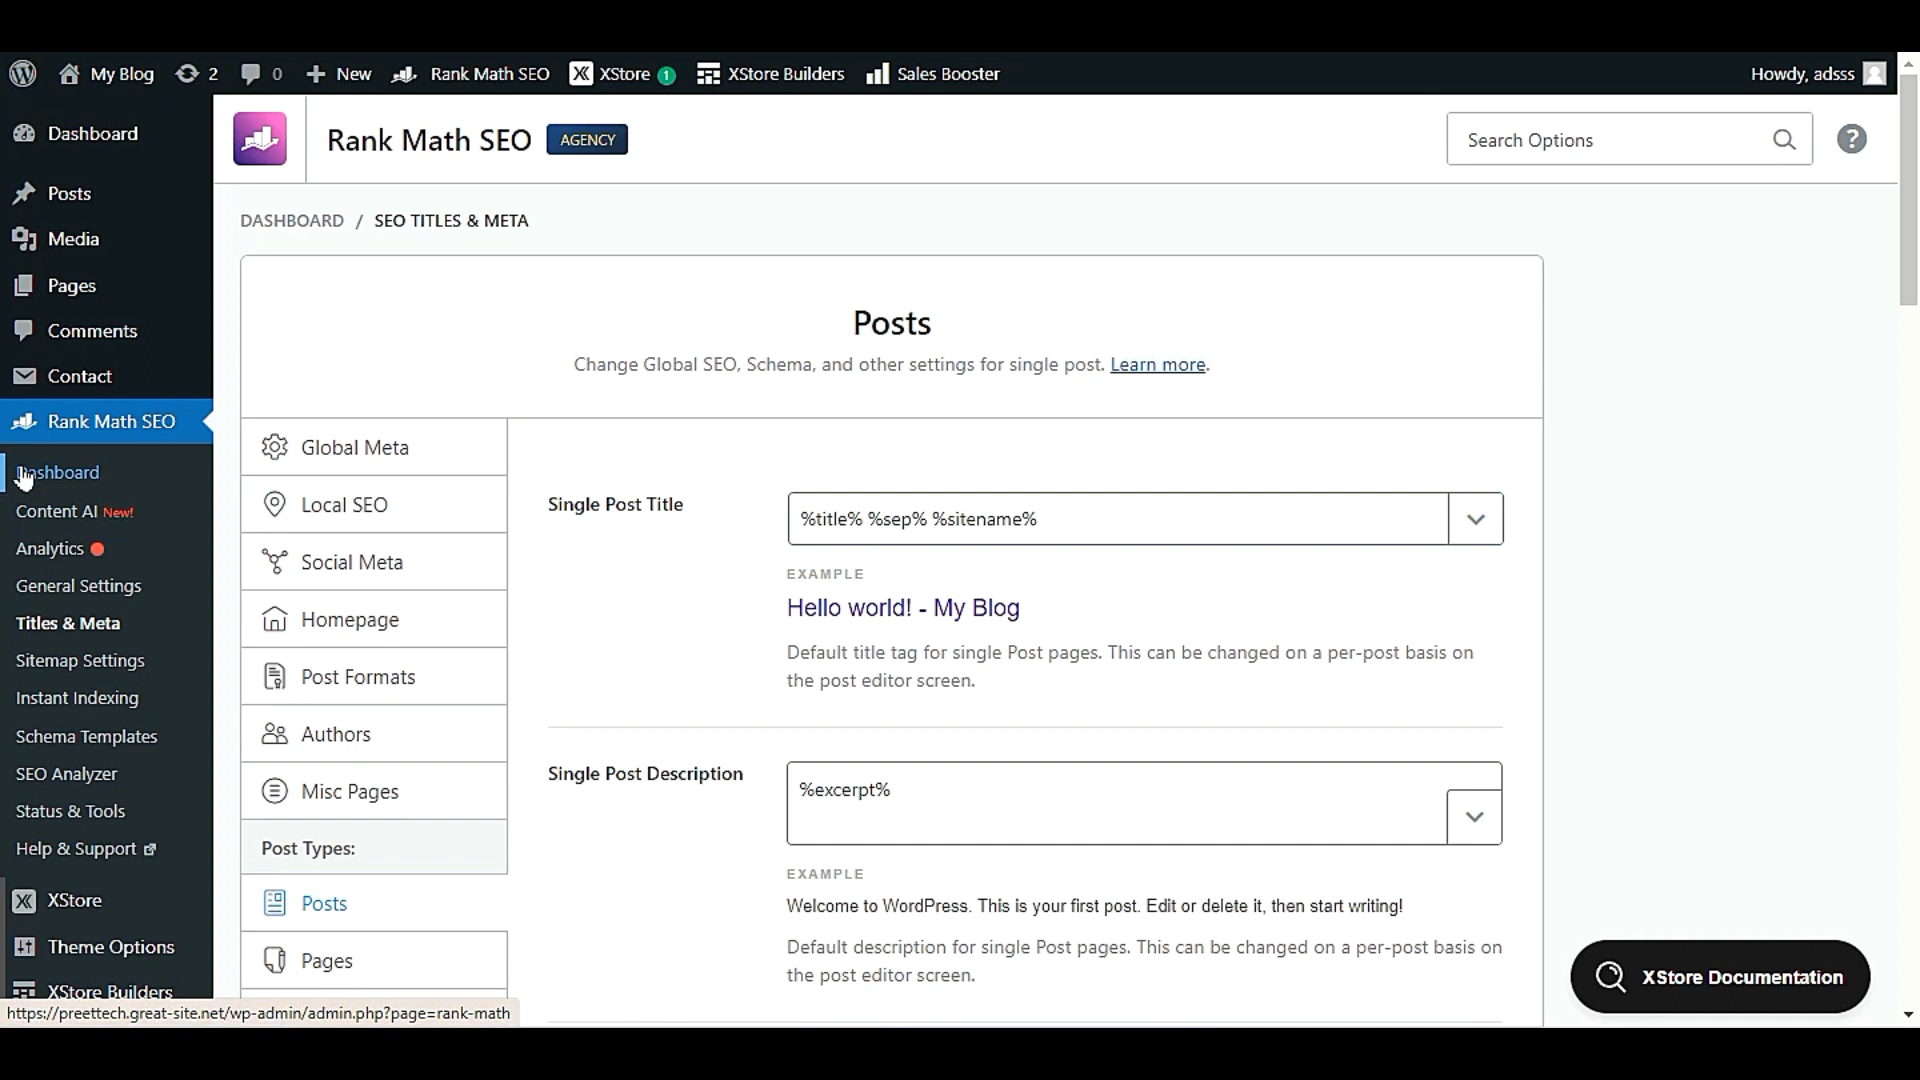 My Blog 2 0 New Rank Math SEO XStore 1 XStore Builders Sales Booster Howdy, adsss
Dashboard
Posts
Media
Pages
Comments
Contact
Rank Math SEO
Dashboard
Content AI New!
Analytics
General Settings
Titles & Meta
Sitemap Settings
Instant Indexing
Schema Templates
SEO Analyzer
Status & Tools
Help & Support
XStore
Theme Options
XStore Builders
Rank Math SEO AGENCY
Search Options
?
DASHBOARD / SEO TITLES & META
Posts
Change Global SEO, Schema, and other settings for single post. Learn more.
Global Meta
Local SEO
Social Meta
Homepage
Post Formats
Authors
Misc Pages
Post Types:
Posts
Pages
Single Post Title
%title% %sep% %sitename%
EXAMPLE
Hello world! - My Blog
Default title tag for single Post pages. This can be changed on a per-post basis on
the post editor screen.
Single Post Description
%excerpt%
EXAMPLE
Welcome to WordPress. This is your first post. Edit or delete it, then start writing!
Default description for single Post pages. This can be changed on a per-post basis on
the post editor screen.
XStore Documentation
https://preettech.great-site.net/wp-admin/admin.php?page=rank-math